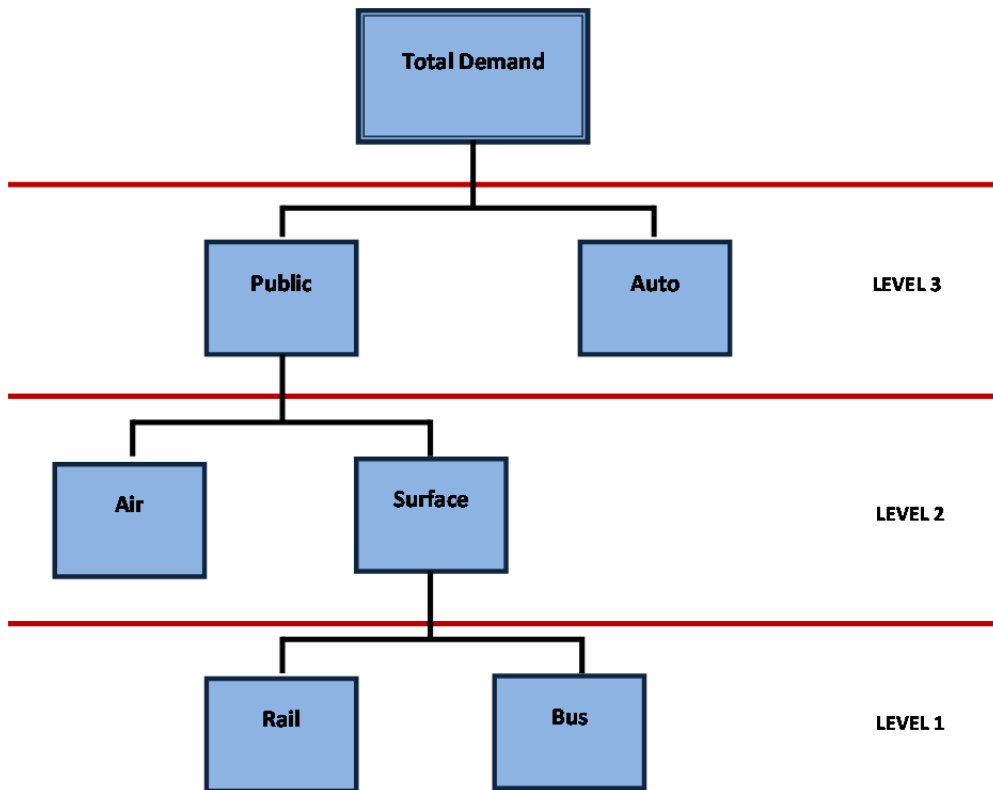 Total Demand
Public
Auto
LEVEL 3
Air
Surface
LEVEL 2
Rail
Bus
LEVEL 1